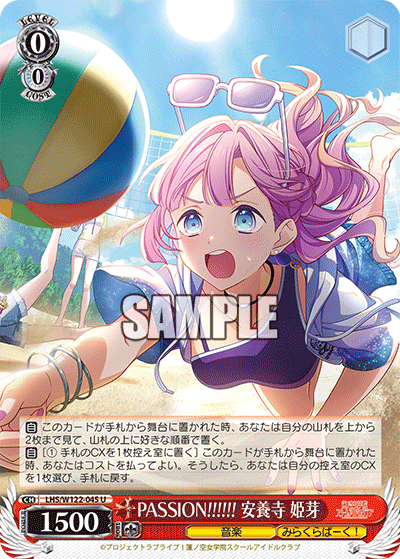 LEVEL
0
0
COST
SAMPLE
自 このカードが手札から舞台に置かれた時、あなたは自分の山札を上から
2枚まで見て、山札の上に好きな順番で置く。
自 [① 手札のCXを1枚控え室に置く] このカードが手札から舞台に置かれた
時、あなたはコストを払ってよい。そうしたら、あなたは自分の控え室のCX
を1枚選び、手札に戻す。
CH LHS/W122-045 U
1500
PASSION!!!!!! 安養寺 姫芽
音楽 みらくらぱーく！
©プロジェクトラブライブ！蓮ノ空女学院スクールアイドルクラブ